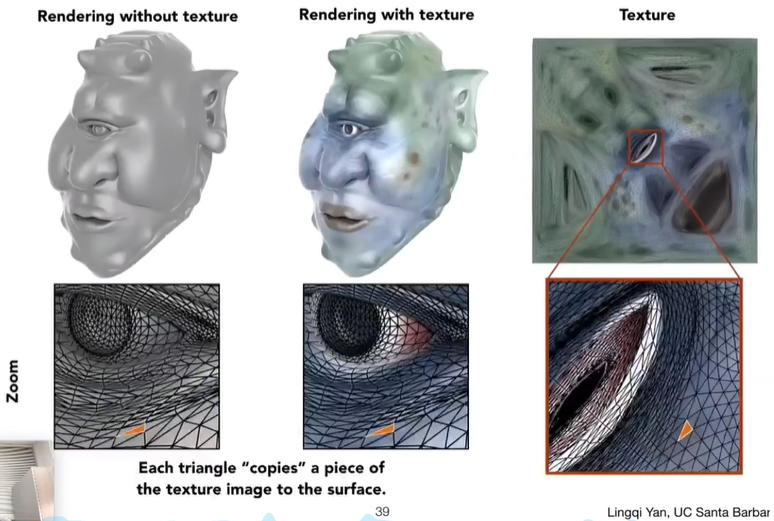 Rendering without texture
Rendering with texture
Texture
Zoom
Each triangle “copies” a piece of
the texture image to the surface.
39
Lingqi Yan, UC Santa Barbar